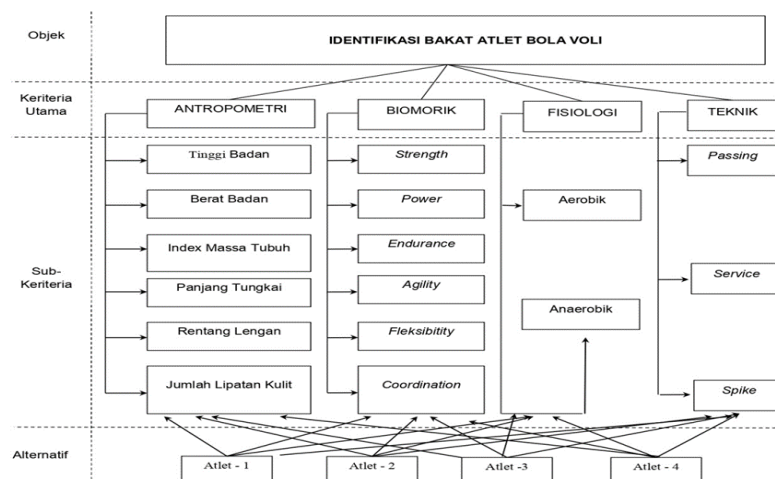 Objek
IDENTIFIKASI BAKAT ATLET BOLA VOLI
Keriteria
Utama
ANTROPOMETRI
BIOMORIK
FISIOLOGI
TEKNIK
Sub-
Keriteria
Tinggi Badan
Berat Badan
Index Massa Tubuh
Panjang Tungkai
Rentang Lengan
Jumlah Lipatan Kulit
Strength
Power
Endurance
Agility
Fleksibitity
Coordination
Aerobik
Anaerobik
Passing
Service
Spike
Alternatif
Atlet - 1
Atlet - 2
Atlet -3
Atlet - 4